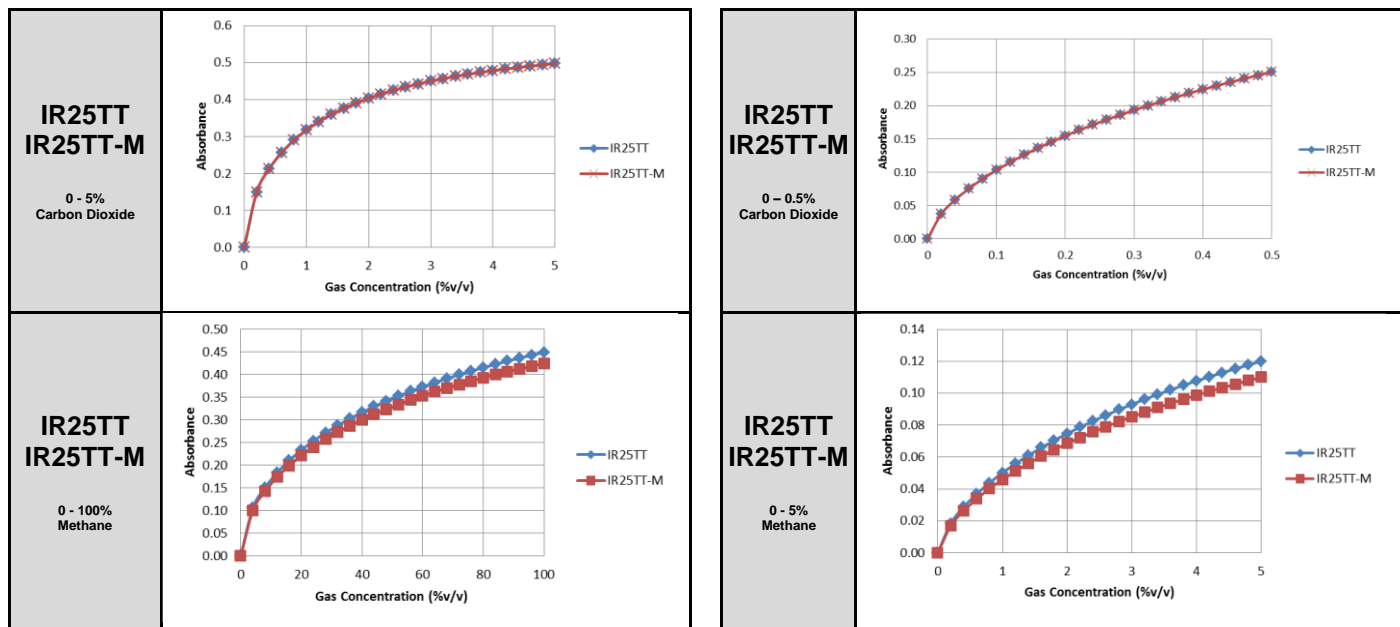 IR25TT
IR25TT-M
0 - 5%
Carbon Dioxide
Absorbance
0.6
0.5
0.4
0.3
0.2
0.1
0.0
0 1 2 3 4 5
Gas Concentration (%v/v)
IR25TT
IR25TT-M
IR25TT
IR25TT-M
0 – 0.5%
Carbon Dioxide
Absorbance
0.30
0.25
0.20
0.15
0.10
0.05
0.00
0 0.1 0.2 0.3 0.4 0.5
Gas Concentration (%v/v)
IR25TT
IR25TT-M
IR25TT
IR25TT-M
0 - 100%
Methane
Absorbance
0.50
0.45
0.40
0.35
0.30
0.25
0.20
0.15
0.10
0.05
0.00
0 20 40 60 80 100
Gas Concentration (%v/v)
IR25TT
IR25TT-M
IR25TT
IR25TT-M
0 - 5%
Methane
Absorbance
0.14
0.12
0.10
0.08
0.06
0.04
0.02
0.00
0 1 2 3 4 5
Gas Concentration (%v/v)
IR25TT
IR25TT-M